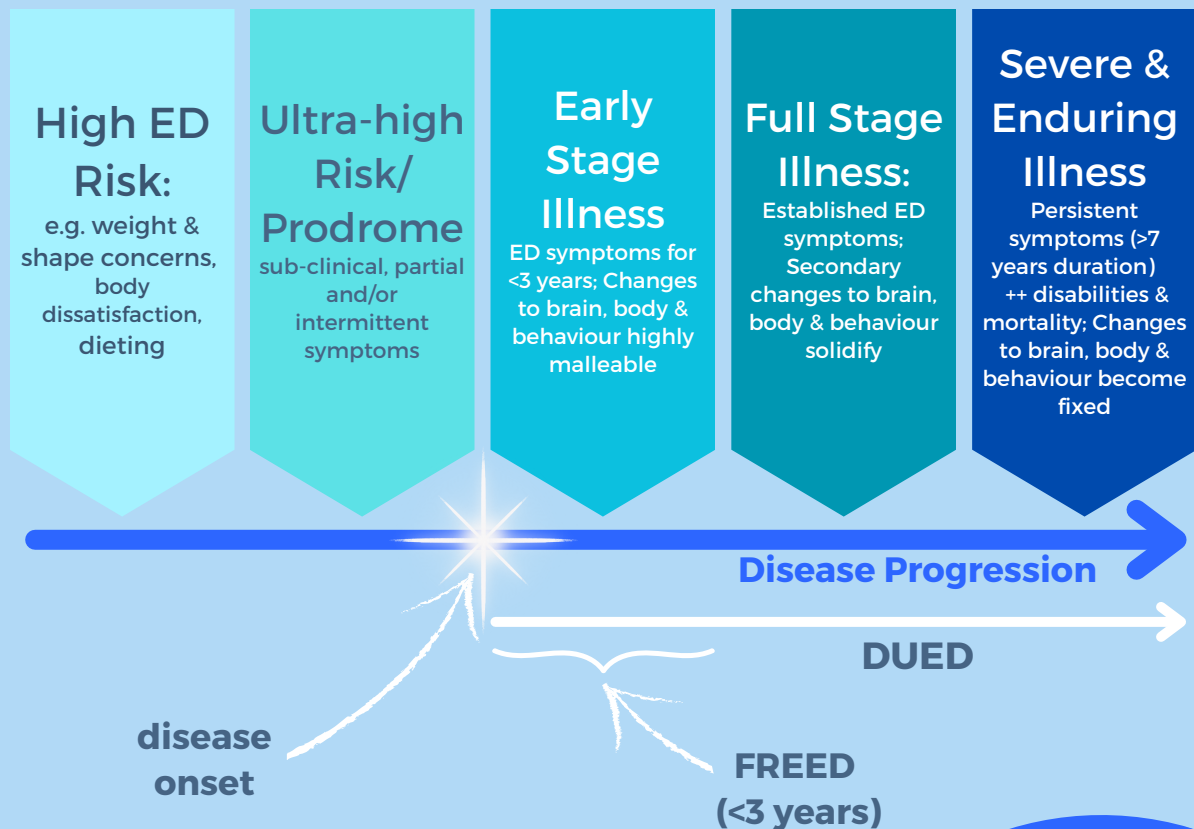 High ED
Risk:
e.g. weight &
shape concerns,
body
dissatisfaction,
dieting
Ultra-high
Risk/
Prodrome
sub-clinical, partial
and/or
intermittent
symptoms
Early
Stage
Illness
ED symptoms for
<3 years; Changes
to brain, body &
behaviour highly
malleable
Full Stage
Illness:
Established ED
symptoms;
Secondary
changes to brain,
body & behaviour
solidify
Severe &
Enduring
Illness
Persistent
symptoms (>7
years duration)
++ disabilities &
mortality; Changes
to brain, body &
behaviour become
fixed
Disease Progression
DUED
disease
onset
FREED
(<3 years)